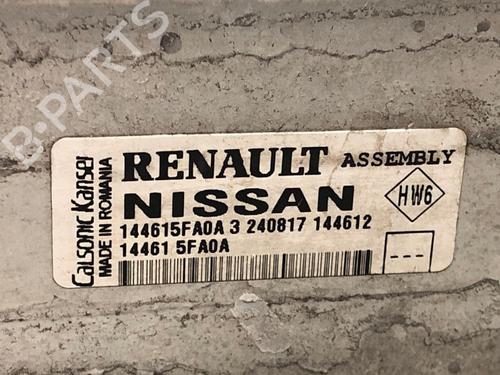 B-PARTS
Calsonic Kansei
MADE IN ROMANIA
RENAULT ASSEMBLY
NISSAN
HW6
144615FA0A 3 240817 144612
14461 5FA0A
---